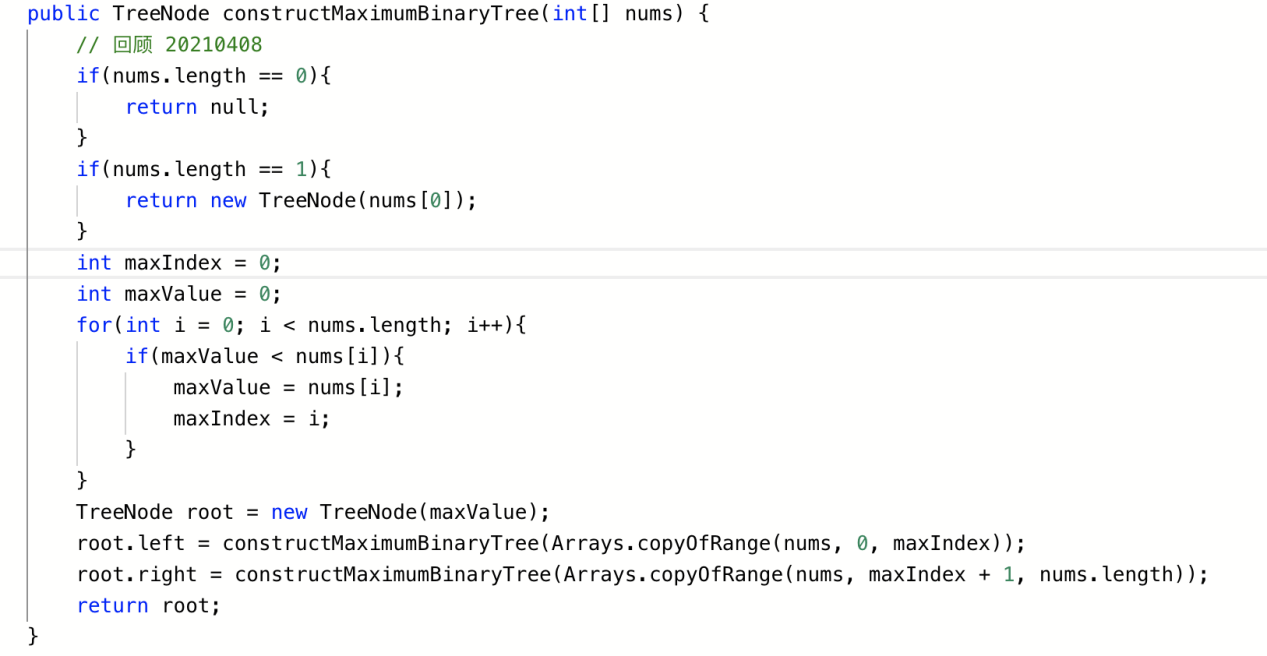 public TreeNode constructMaximumBinaryTree(int[] nums) {
    // 回顾 20210408
    if(nums.length == 0){
        return null;
    }
    if(nums.length == 1){
        return new TreeNode(nums[0]);
    }
    int maxIndex = 0;
    int maxValue = 0;
    for(int i = 0; i < nums.length; i++){
        if(maxValue < nums[i]){
            maxValue = nums[i];
            maxIndex = i;
        }
    }
    TreeNode root = new TreeNode(maxValue);
    root.left = constructMaximumBinaryTree(Arrays.copyOfRange(nums, 0, maxIndex));
    root.right = constructMaximumBinaryTree(Arrays.copyOfRange(nums, maxIndex + 1, nums.length));
    return root;
}